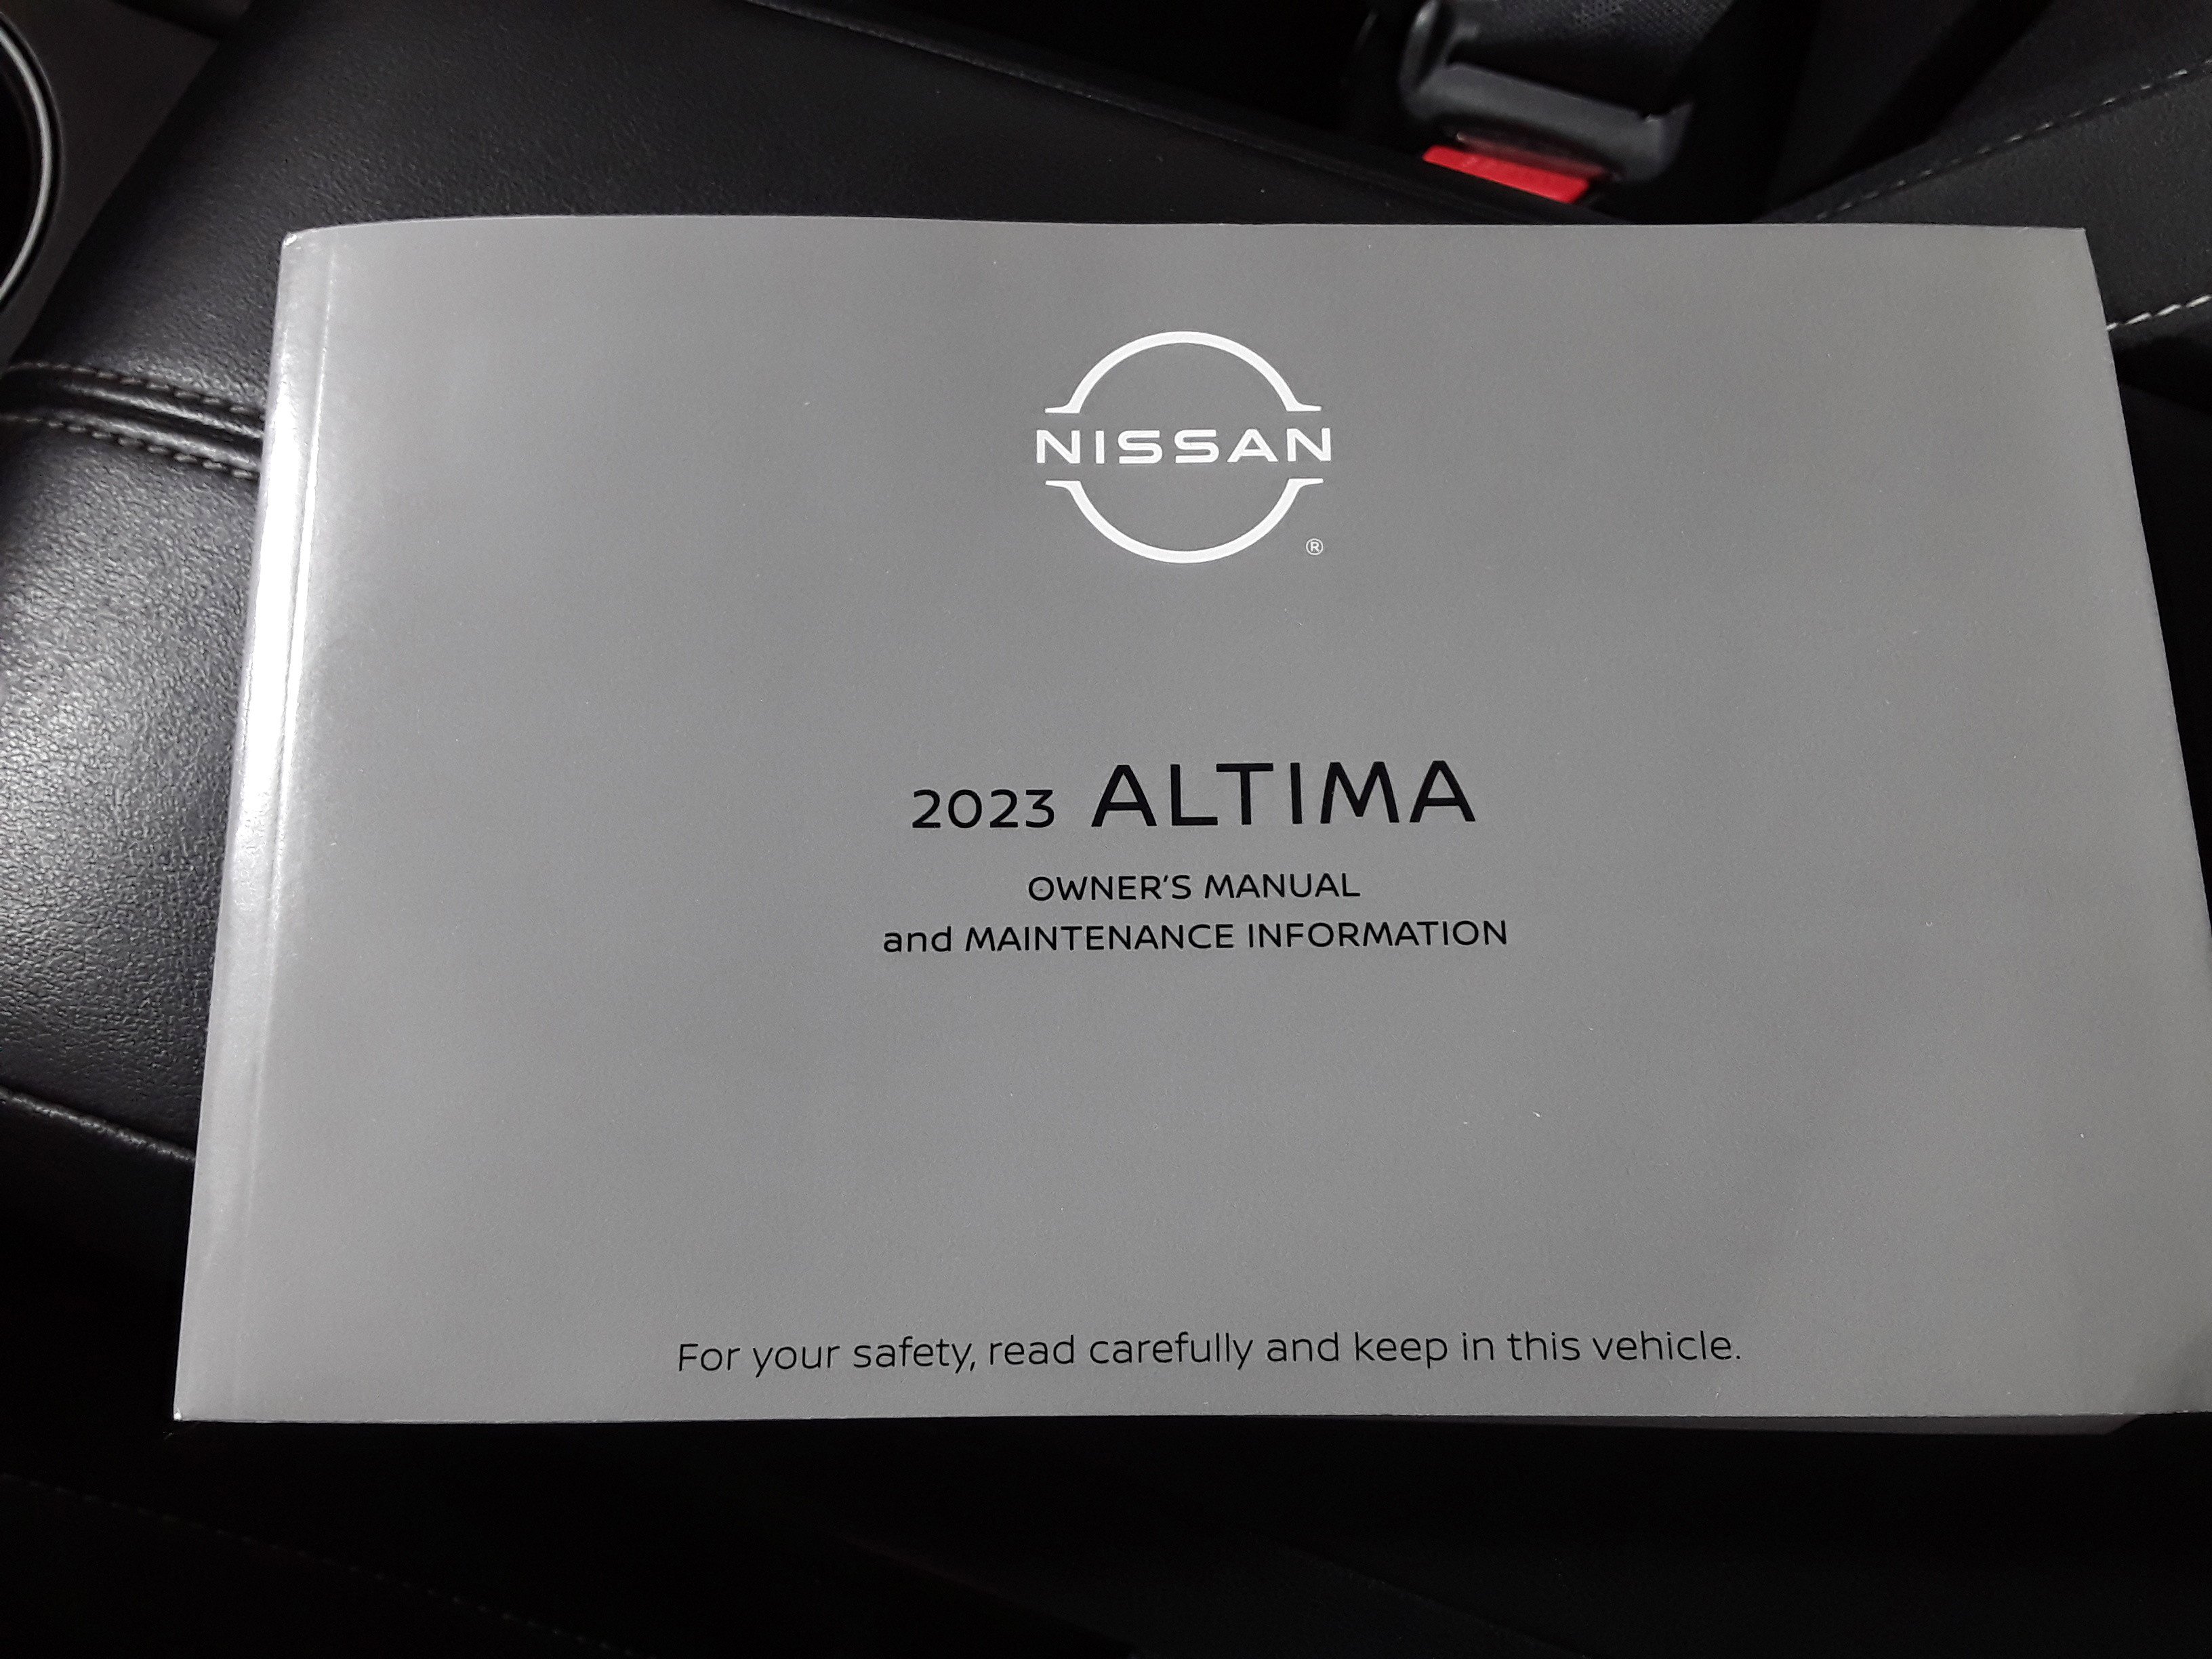 NISSAN
®
2023 ALTIMA
OWNER'S MANUAL
and MAINTENANCE INFORMATION
For your safety, read carefully and keep in this vehicle.